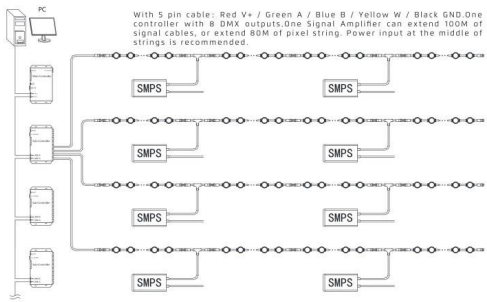 PC
With 5 pin cable: Red V+ / Green A / Blue B / Yellow W / Black GND.One
controller with 8 DMX outputs.One Signal Amplifier can extend 100M of
signal cables, or extend 80M of pixel string. Power input at the middle of
strings is recommended.
SMPS
SMPS
SMPS
SMPS
SMPS
SMPS
SMPS
SMPS